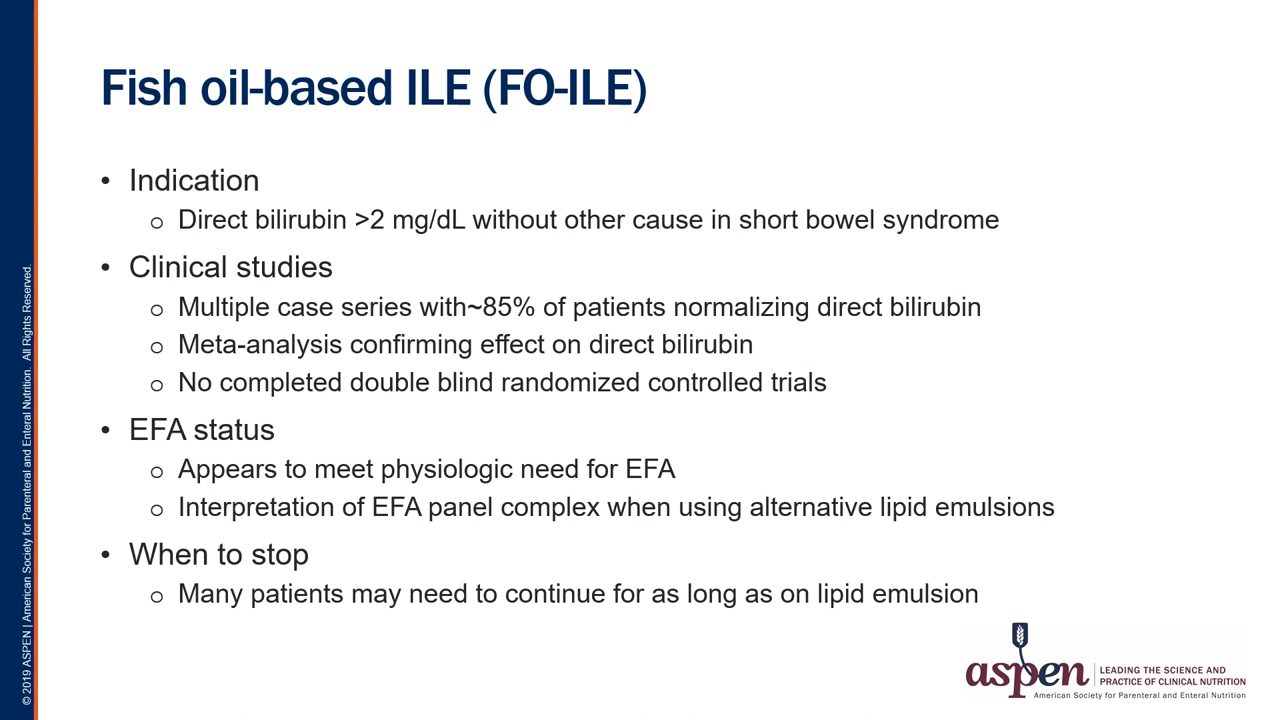 Fish oil-based ILE (FO-ILE)
• Indication
o Direct bilirubin >2 mg/dL without other cause in short bowel syndrome
• Clinical studies
o Multiple case series with~85% of patients normalizing direct bilirubin
o Meta-analysis confirming effect on direct bilirubin
o No completed double blind randomized controlled trials
• EFA status
o Appears to meet physiologic need for EFA
o Interpretation of EFA panel complex when using alternative lipid emulsions
• When to stop
o Many patients may need to continue for as long as on lipid emulsion
© 2019 ASPEN | American Society for Parenteral and Enteral Nutrition. All Rights Reserved.
aspen
LEADING THE SCIENCE AND
PRACTICE OF CLINICAL NUTRITION
American Society for Parenteral and Enteral Nutrition